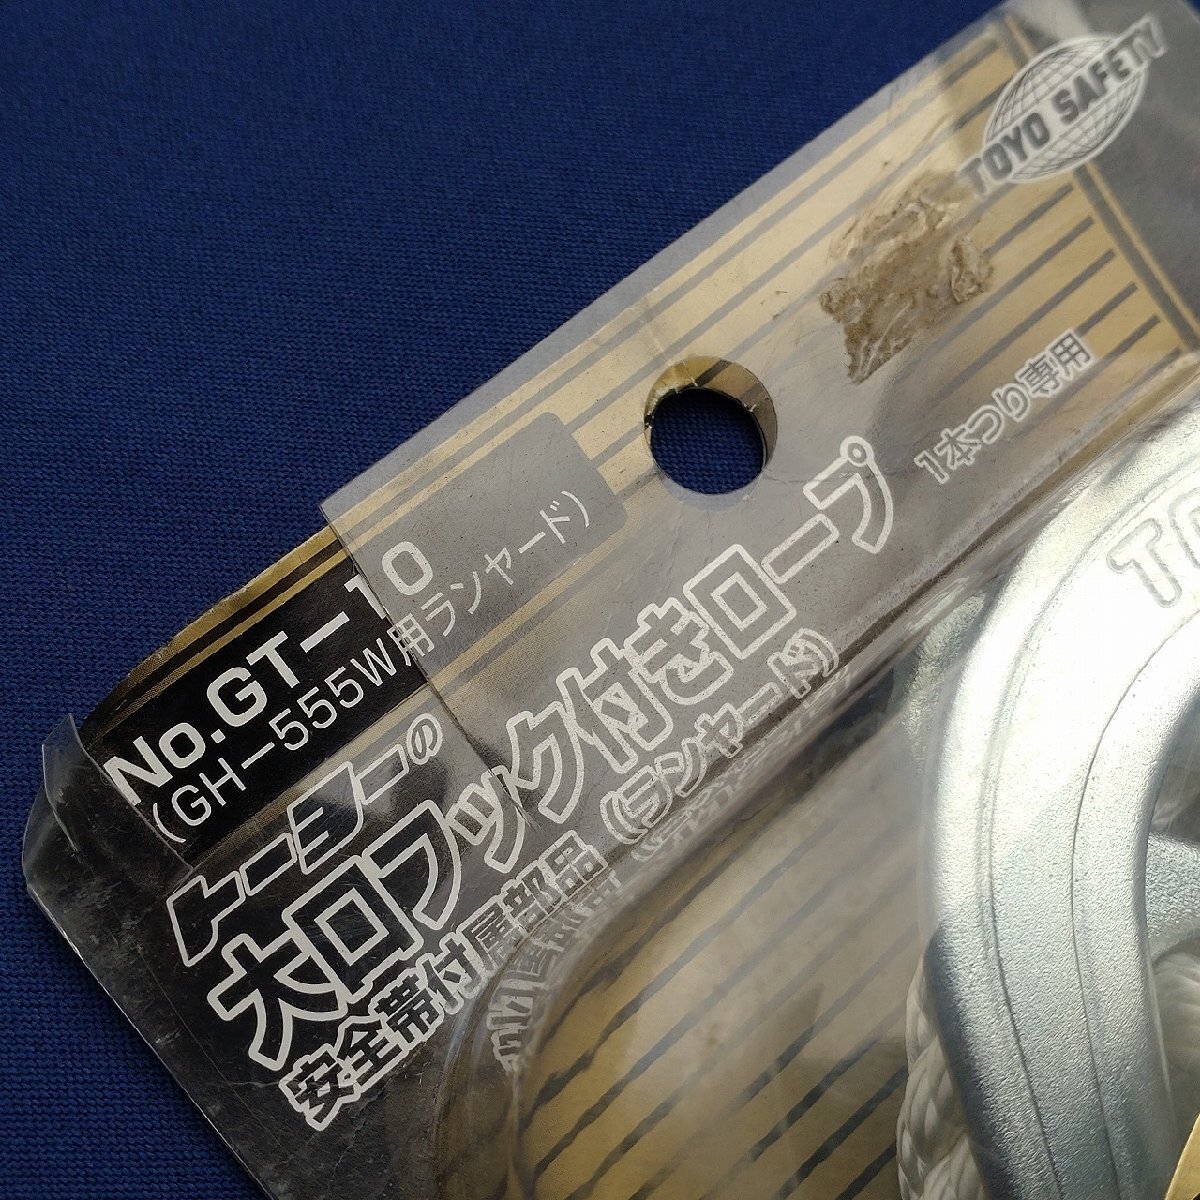 TOYO SAFETY
No.GT-10
(GH-555W用ランヤード)
トーヨーの
大口フック付きロープ
1本つり専用
安全帯付属部品(ランヤード)